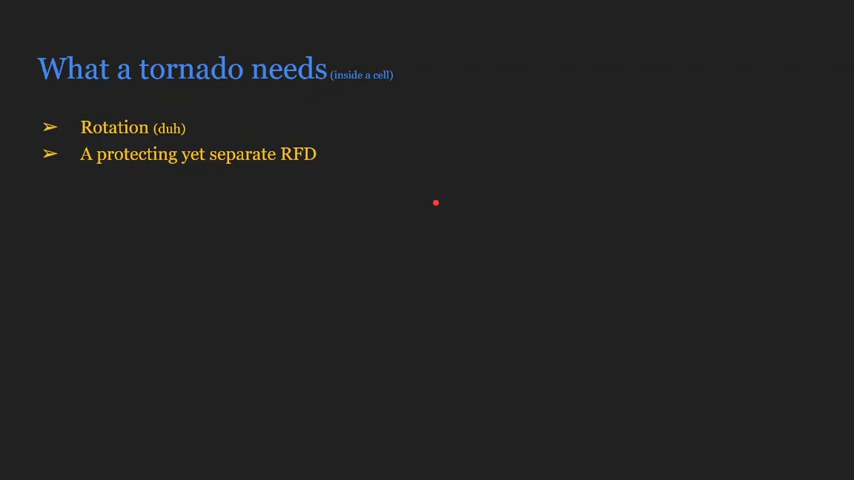 What a tornado needs (inside a cell)
➢ Rotation (duh)
➢ A protecting yet separate RFD